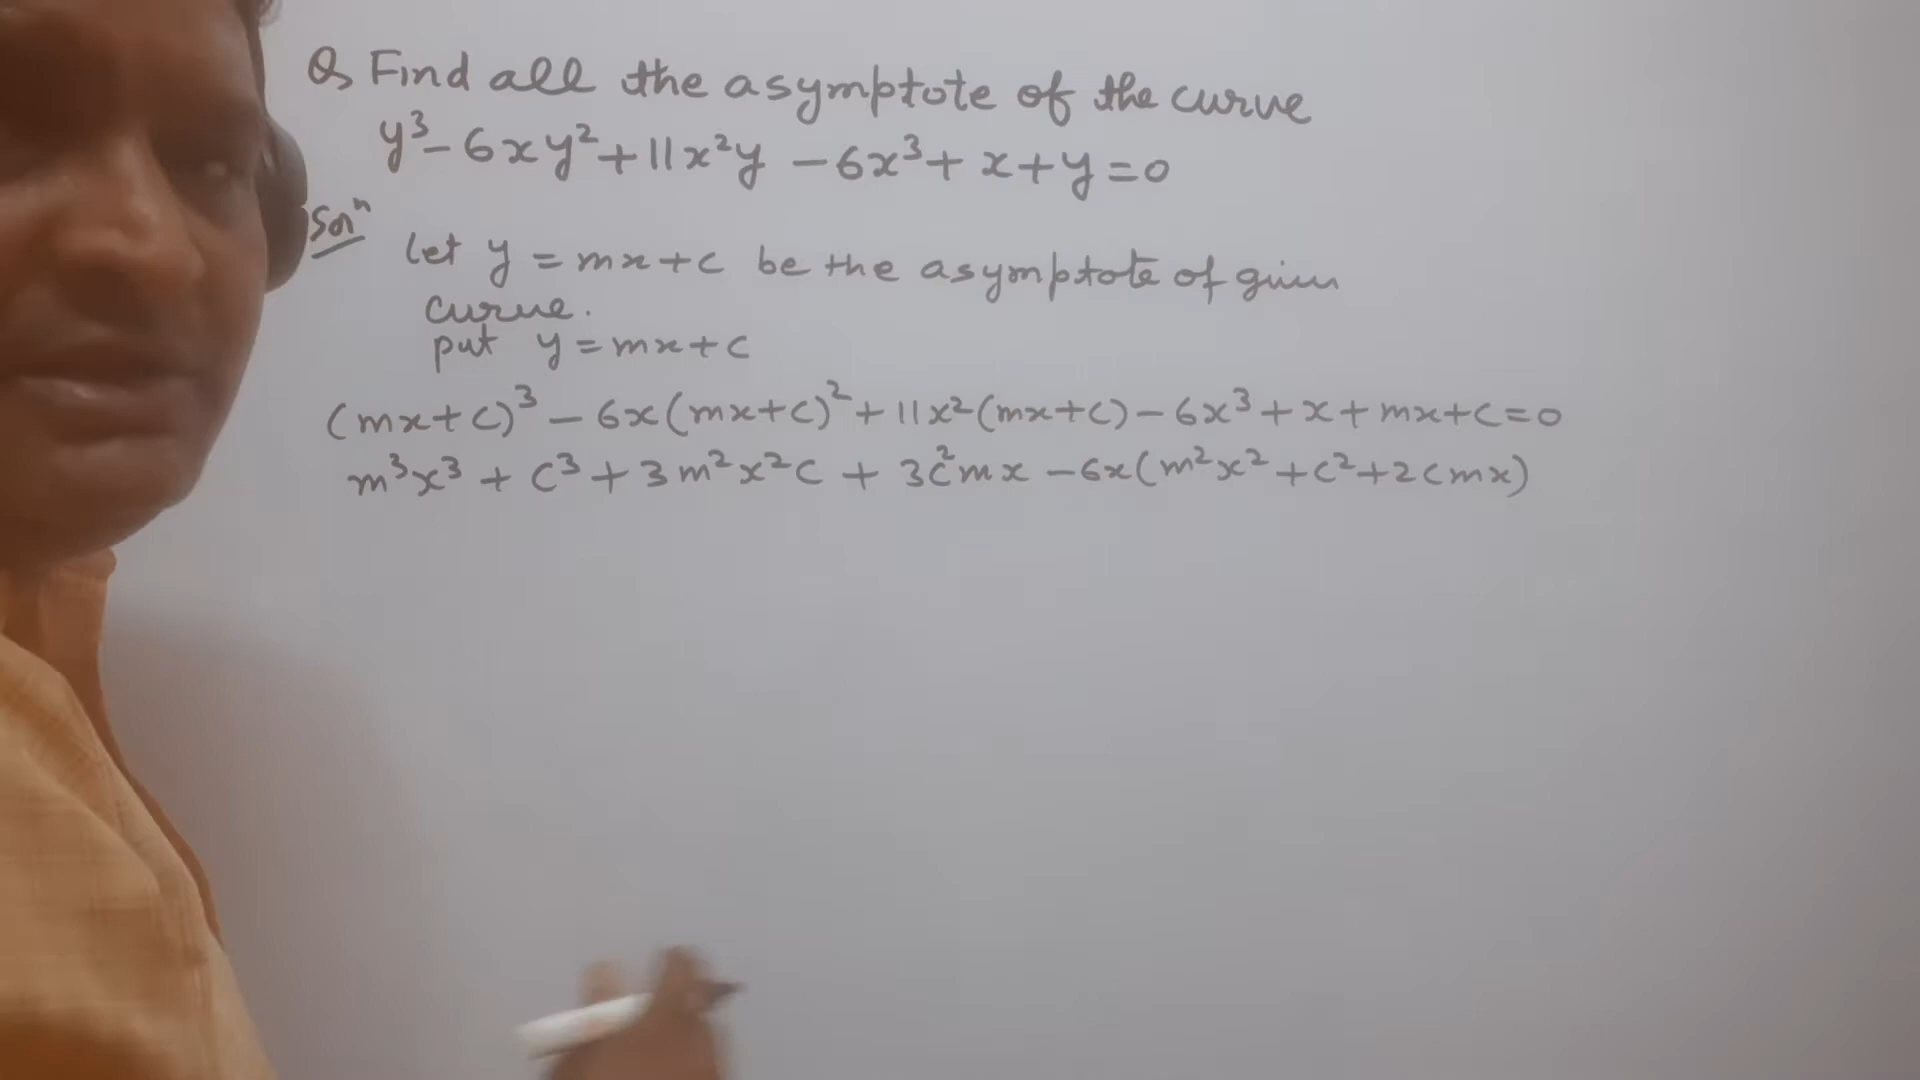 Q Find all the asymptote of the curve
y³-6xy²+11x²y-6x³+x+y=0
Solⁿ
let y=mx+c be the asymptote of given
curve.
put y=mx+c
(mx+c)³-6x(mx+c)²+11x²(mx+c)-6x³+x+mx+c=0
m³x³+c³+3m²x²c+3c²mx-6x(m²x²+c²+2cmx)